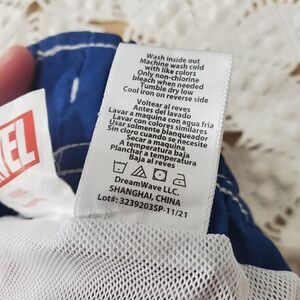 Wash inside out
Machine wash cold
with like colors
Only non-chlorine
bleach when needed
Tumble dry low
Cool iron on reverse side
Voltear al reves
Antes del lavado
Lavar a maquina con agua fria
Lavar con colores similares
Usar solamente blanqueador
Sin cloro cuando se necesite
Secar a maquina
A temperatura baja
Planchar a temperatura
Baja al reves
DreamWave LLC.
SHANGHAI, CHINA
Lot#: 3239203SP-11/21